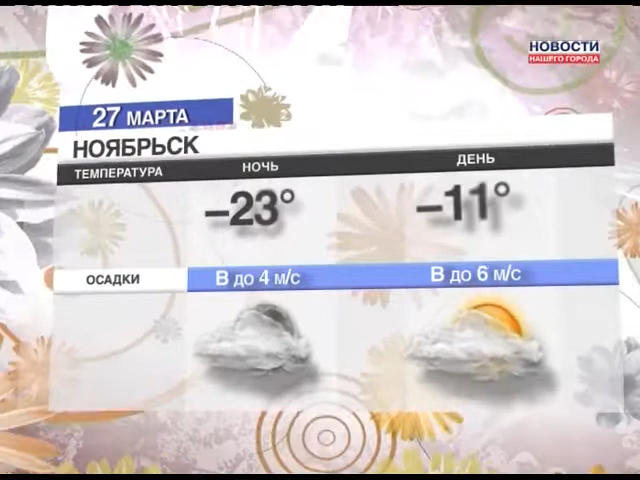 НОВОСТИ
НАШЕГО ГОРОДА
27 МАРТА
НОЯБРЬСК
ТЕМПЕРАТУРА НОЧЬ ДЕНЬ
–23° –11°
ОСАДКИ В ДО 4 М/С В ДО 6 М/С